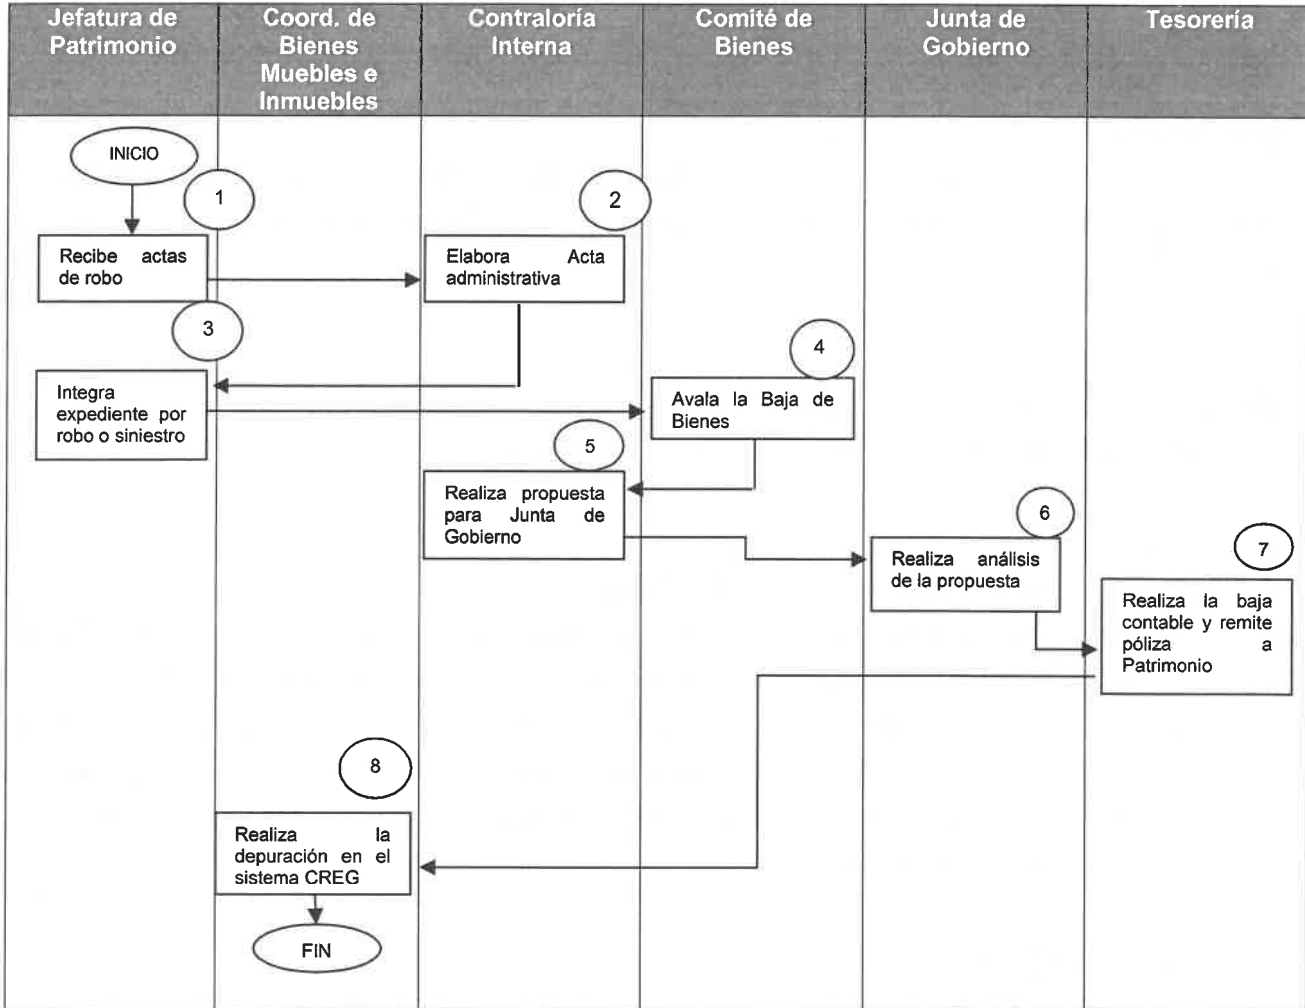 Jefatura de
Patrimonio
Coord. de
Bienes
Muebles e
Inmuebles
Contraloría
Interna
Comité de
Bienes
Junta de
Gobierno
Tesorería
INICIO
1
Recibe actas
de robo
2
Elabora Acta
administrativa
3
Integra
expediente por
robo o siniestro
4
Avala la Baja de
Bienes
5
Realiza propuesta
para Junta de
Gobierno
6
Realiza análisis
de la propuesta
7
Realiza la baja
contable y remite
póliza a
Patrimonio
8
Realiza la
depuración en el
sistema CREG
FIN